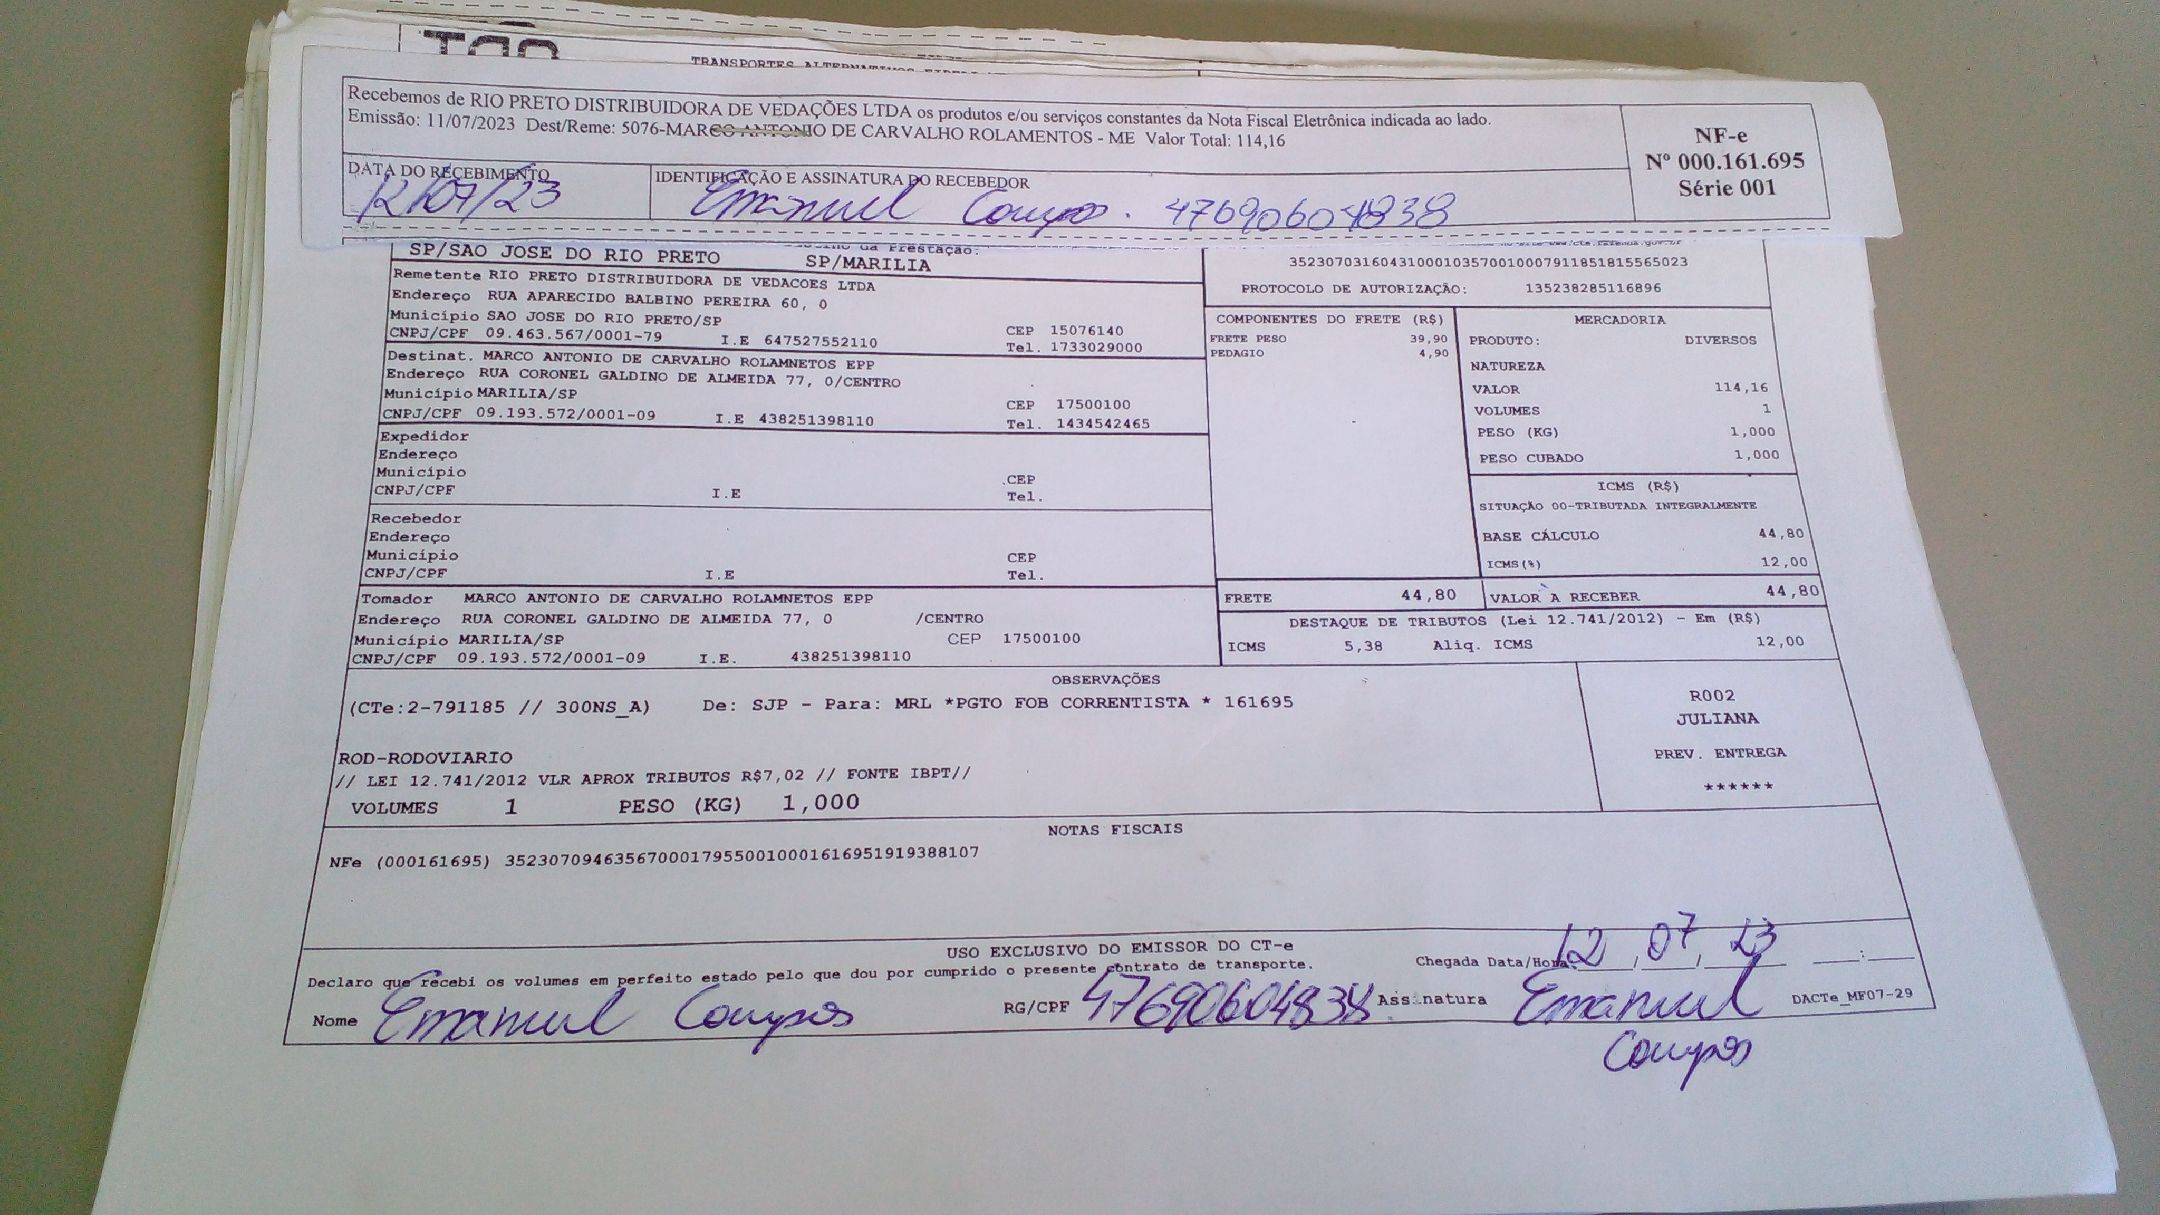 TRANSPORTES ALTERNATIVOS
Recebemos de RIO PRETO DISTRIBUIDORA DE VEDAÇÕES LTDA os produtos e/ou serviços constantes da Nota Fiscal Eletrônica indicada ao lado.
Emissão: 11/07/2023 Dest/Reme: 5076-MARCO ANTONIO DE CARVALHO ROLAMENTOS - ME Valor Total: 114,16
NF-e
Nº 000.161.695
Série 001
DATA DO RECEBIMENTO
12/07/23
IDENTIFICAÇÃO E ASSINATURA DO RECEBEDOR
Emanuel Campos. 47690604838
da Prestação:
SP/SAO JOSE DO RIO PRETO SP/MARILIA
Remetente RIO PRETO DISTRIBUIDORA DE VEDACOES LTDA
Endereço RUA APARECIDO BALBINO PEREIRA 60, 0
Município SAO JOSE DO RIO PRETO/SP CEP 15076140
CNPJ/CPF 09.463.567/0001-79 I.E 647527552110 Tel. 1733029000
Destinat. MARCO ANTONIO DE CARVALHO ROLAMNETOS EPP
Endereço RUA CORONEL GALDINO DE ALMEIDA 77, 0/CENTRO
Município MARILIA/SP CEP 17500100
CNPJ/CPF 09.193.572/0001-09 I.E 438251398110 Tel. 1434542465
Expedidor
Endereço
Município CEP
CNPJ/CPF I.E Tel.
Recebedor
Endereço
Município CEP
CNPJ/CPF I.E Tel.
Tomador MARCO ANTONIO DE CARVALHO ROLAMNETOS EPP
Endereço RUA CORONEL GALDINO DE ALMEIDA 77, 0 /CENTRO
Município MARILIA/SP CEP 17500100
CNPJ/CPF 09.193.572/0001-09 I.E. 438251398110
35230703160431000103570010007911851815565023
PROTOCOLO DE AUTORIZAÇÃO: 135238285116896
COMPONENTES DO FRETE (R$)
FRETE PESO 39,90
PEDAGIO 4,90
MERCADORIA
PRODUTO: DIVERSOS
NATUREZA
VALOR 114,16
VOLUMES 1
PESO (KG) 1,000
PESO CUBADO 1,000
ICMS (R$)
SITUAÇÃO 00-TRIBUTADA INTEGRALMENTE
BASE CÁLCULO 44,80
ICMS(%) 12,00
FRETE 44,80 VALOR A RECEBER 44,80
DESTAQUE DE TRIBUTOS (Lei 12.741/2012) - Em (R$)
ICMS 5,38 Aliq. ICMS 12,00
OBSERVAÇÕES
(CTe:2-791185 // 300NS_A) De: SJP - Para: MRL *PGTO FOB CORRENTISTA * 161695
ROD-RODOVIARIO
// LEI 12.741/2012 VLR APROX TRIBUTOS R$7,02 // FONTE IBPT//
VOLUMES 1 PESO (KG) 1,000
R002
JULIANA
PREV. ENTREGA
******
NOTAS FISCAIS
NFe (000161695) 35230709463567000179550010001616951919388107
USO EXCLUSIVO DO EMISSOR DO CT-e
Declaro que recebi os volumes em perfeito estado pelo que dou por cumprido o presente contrato de transporte.
Chegada Data/Hora: 12 07 23
Nome Emanuel Campos RG/CPF 47690604838 Assinatura Emanuel DACTe_MF07-29
Campos